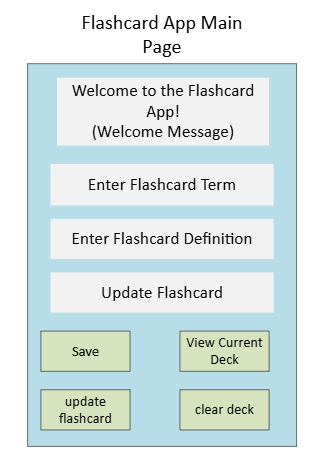 Flashcard App Main
Page
Welcome to the Flashcard
App!
(Welcome Message)
Enter Flashcard Term
Enter Flashcard Definition
Update Flashcard
Save
View Current
Deck
update
flashcard
clear deck